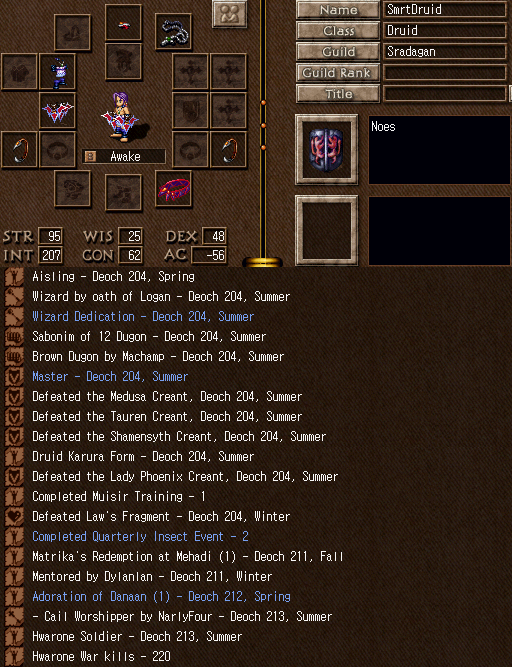 Name SmrtDruid
Class Druid
Guild Sradagan
Guild Rank
Title
Noes
Awake
STR 95 WIS 25 DEX 48
INT 207 CON 62 AC -56
Aisling - Deoch 204, Spring
Wizard by oath of Logan - Deoch 204, Summer
Wizard Dedication - Deoch 204, Summer
Sabonim of 12 Dugon - Deoch 204, Summer
Brown Dugon by Machamp - Deoch 204, Summer
Master - Deoch 204, Summer
Defeated the Medusa Creant, Deoch 204, Summer
Defeated the Tauren Creant, Deoch 204, Summer
Defeated the Shamensyth Creant, Deoch 204, Summer
Druid Karura Form - Deoch 204, Summer
Defeated the Lady Phoenix Creant, Deoch 204, Summer
Completed Muisir Training - 1
Defeated Law's Fragment - Deoch 204, Winter
Completed Quarterly Insect Event - 2
Matrika's Redemption at Mehadi (1) - Deoch 211, Fall
Mentored by Dylanlan - Deoch 211, Winter
Adoration of Danaan (1) - Deoch 212, Spring
- Cail Worshipper by NarlyFour - Deoch 213, Summer
Hwarone Soldier - Deoch 213, Summer
Hwarone War kills - 220